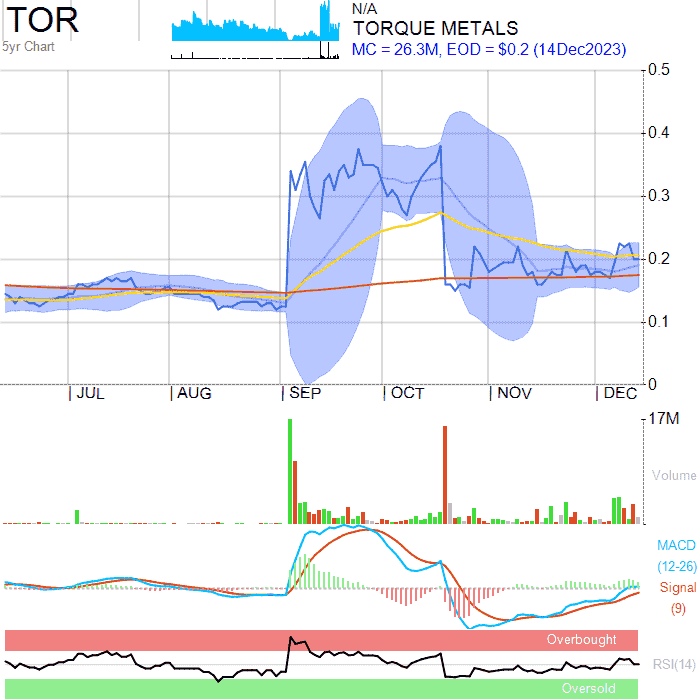 TOR
5yr Chart
N/A
TORQUE METALS
MC = 26.3M, EOD = $0.2 (14Dec2023)
0.5
0.4
0.3
0.2
0.1
0
JUL
AUG
SEP
OCT
NOV
DEC
17M
Volume
MACD
(12-26)
Signal
(9)
Overbought
RSI(14)
Oversold